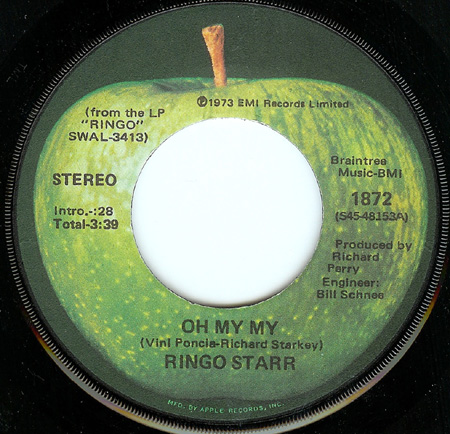 ℗1973 EMI Records Limited
(from the LP
"RINGO"
SWAL-3413)
STEREO
Intro.-:28
Total-3:39
Braintree
Music-BMI
1872
(S45-48153A)
Produced by
Richard
Perry
Engineer:
Bill Schnee
OH MY MY
(Vini Poncia-Richard Starkey)
RINGO STARR
MFD. BY APPLE RECORDS, INC.